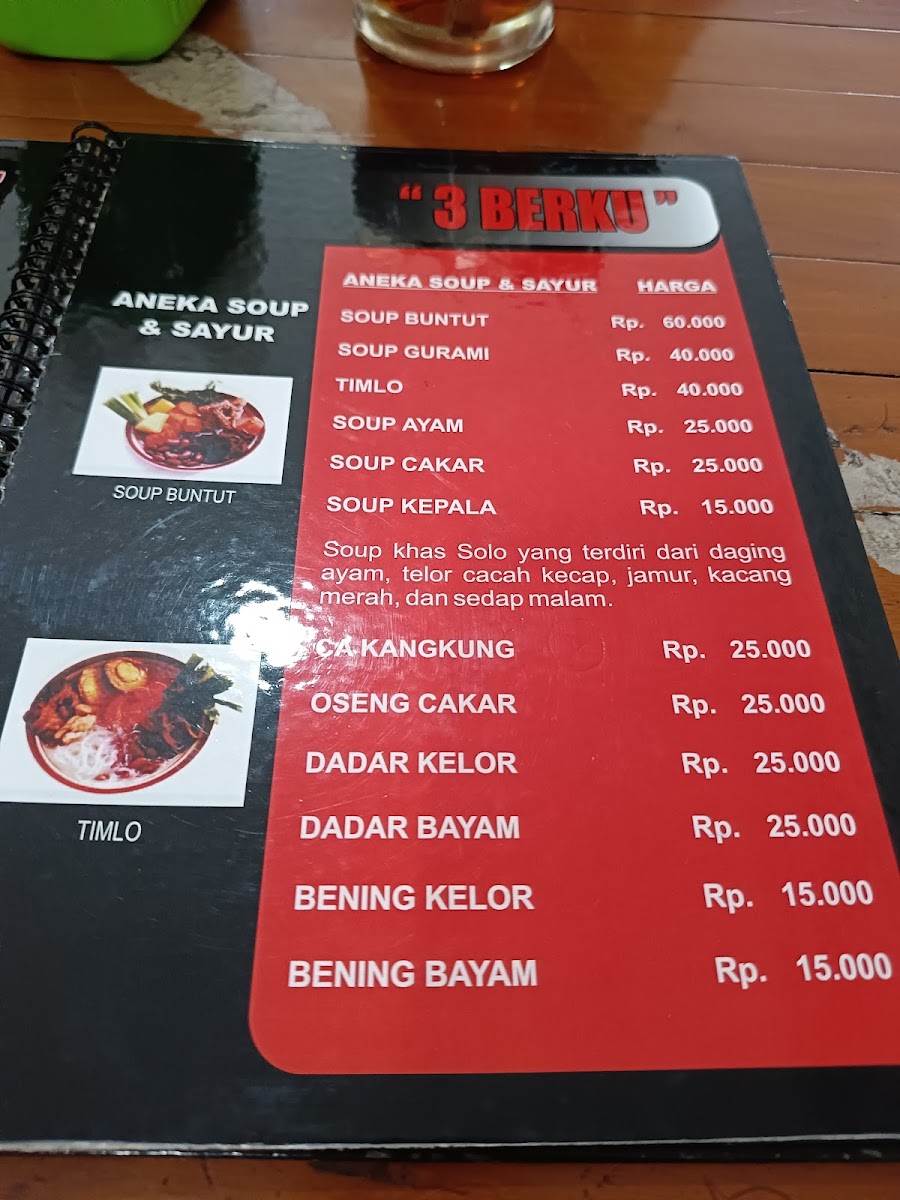 " 3 BERKU "
ANEKA SOUP
& SAYUR
SOUP BUNTUT
TIMLO
ANEKA SOUP & SAYUR HARGA
SOUP BUNTUT Rp. 60.000
SOUP GURAMI Rp. 40.000
TIMLO Rp. 40.000
SOUP AYAM Rp. 25.000
SOUP CAKAR Rp. 25.000
SOUP KEPALA Rp. 15.000
Soup khas Solo yang terdiri dari daging
ayam, telor cacah kecap, jamur, kacang
merah, dan sedap malam.
CA KANGKUNG Rp. 25.000
OSENG CAKAR Rp. 25.000
DADAR KELOR Rp. 25.000
DADAR BAYAM Rp. 25.000
BENING KELOR Rp. 15.000
BENING BAYAM Rp. 15.000